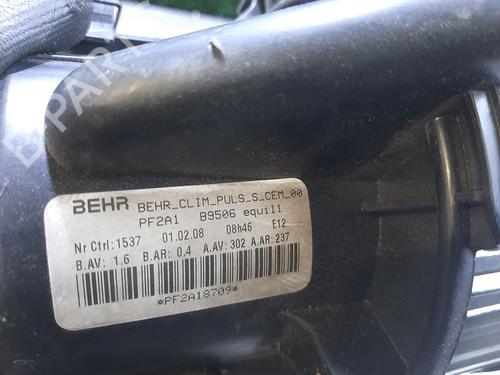 BEHR BEHR_CLIM_PULS_S_CEM_00
PF2A1 B9506 equil1
Nr Ctrl:1537 01.02.08 08h46 E12
B.AV: 1.6 B.AR: 0.4 A.AV: 302 A.AR: 237
*PF2A18709*